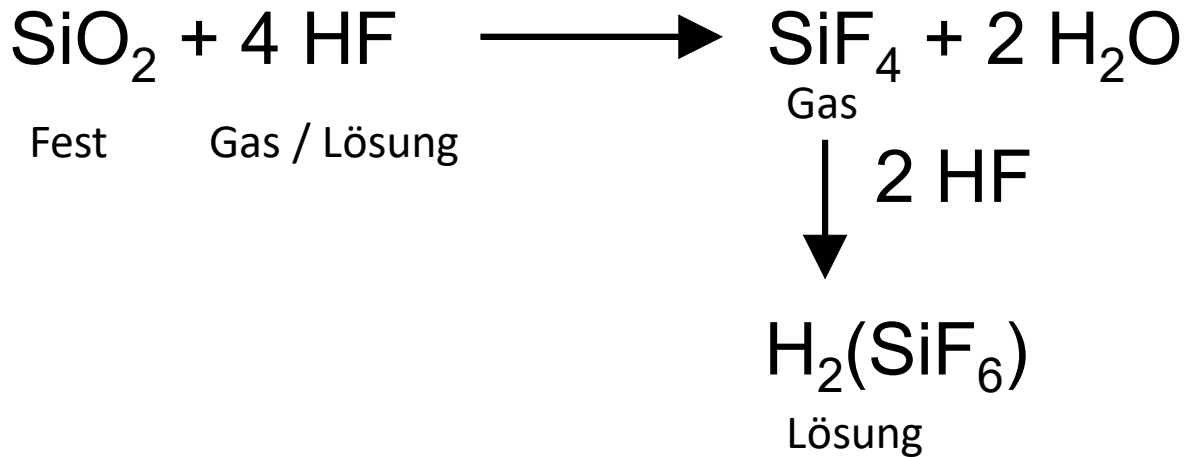 SiO₂ + 4 HF ⟶ SiF₄ + 2 H₂O
Gas
Fest Gas / Lösung
2 HF
H₂(SiF₆)
Lösung